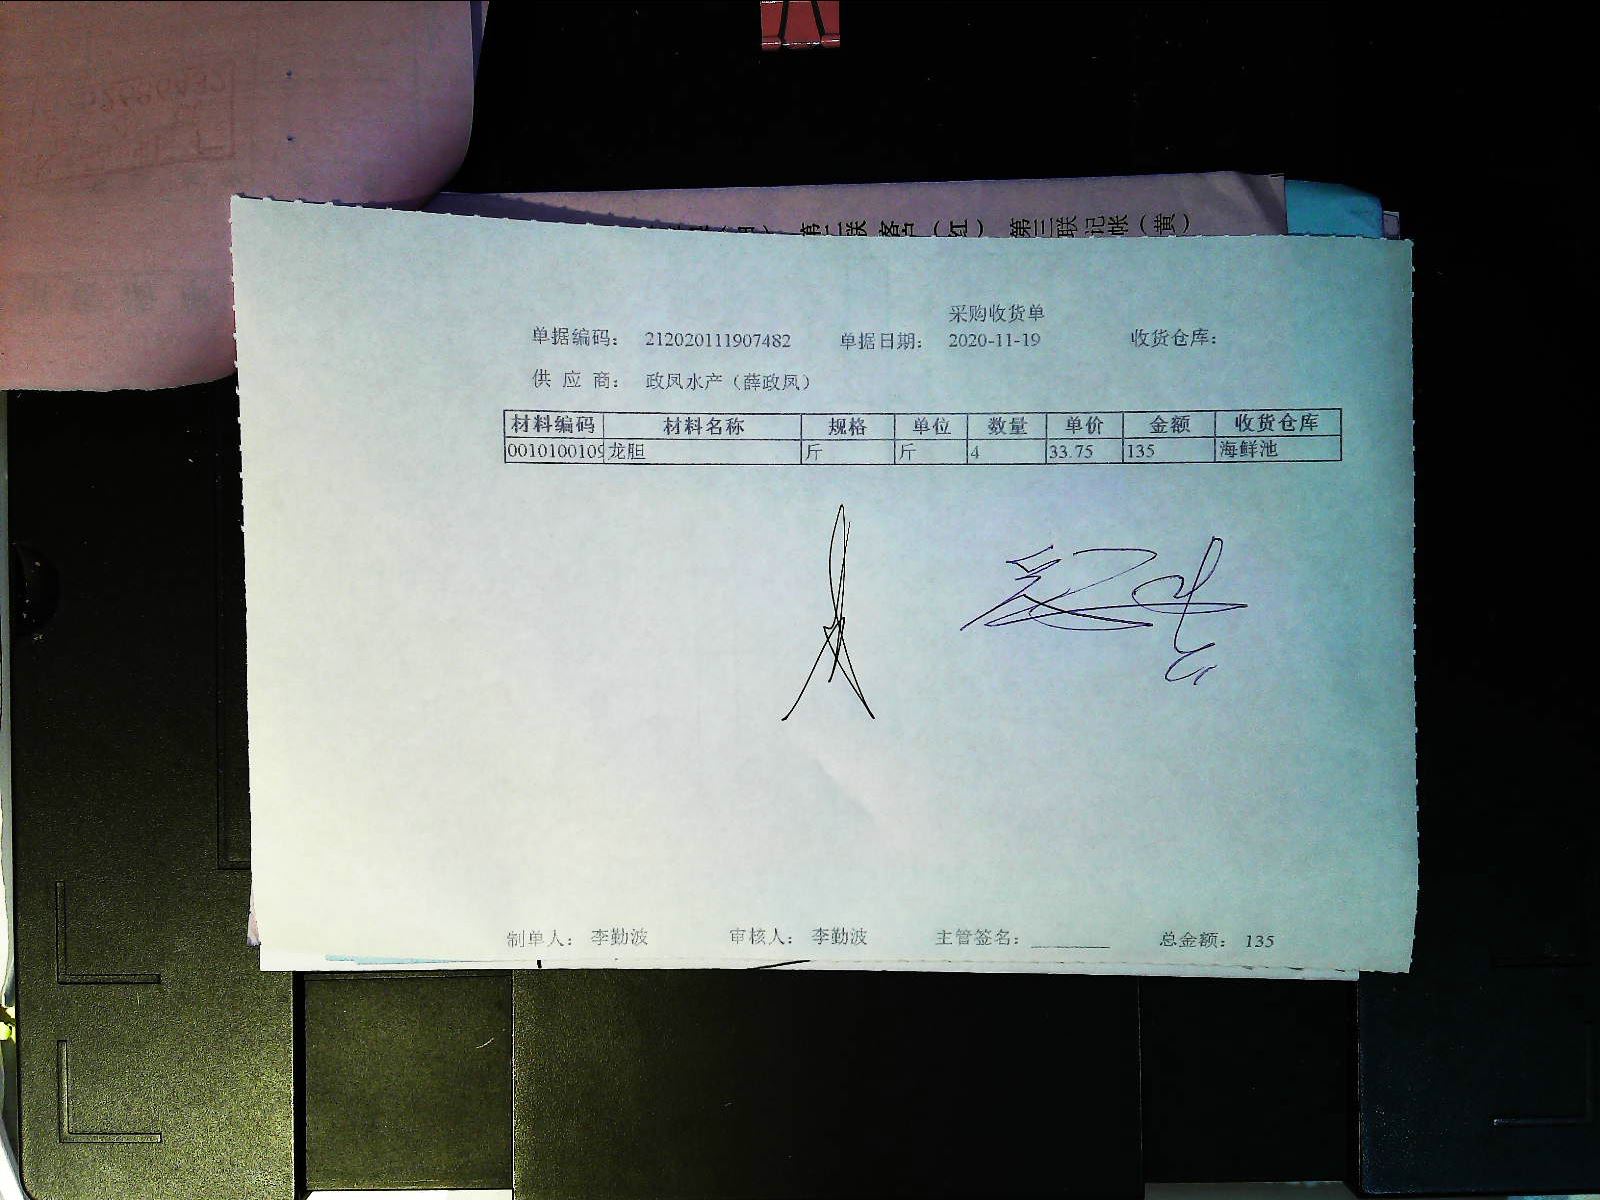 第三联记帐（黄）
采购收货单
单据编码： 212020111907482 单据日期： 2020-11-19 收货仓库：
供 应 商： 政凤水产（薛政凤）
材料编码 材料名称 规格 单位 数量 单价 金额 收货仓库
0010100109 龙胆 斤 斤 4 33.75 135 海鲜池
制单人： 李勤波 审核人： 李勤波 主管签名：________ 总金额： 135